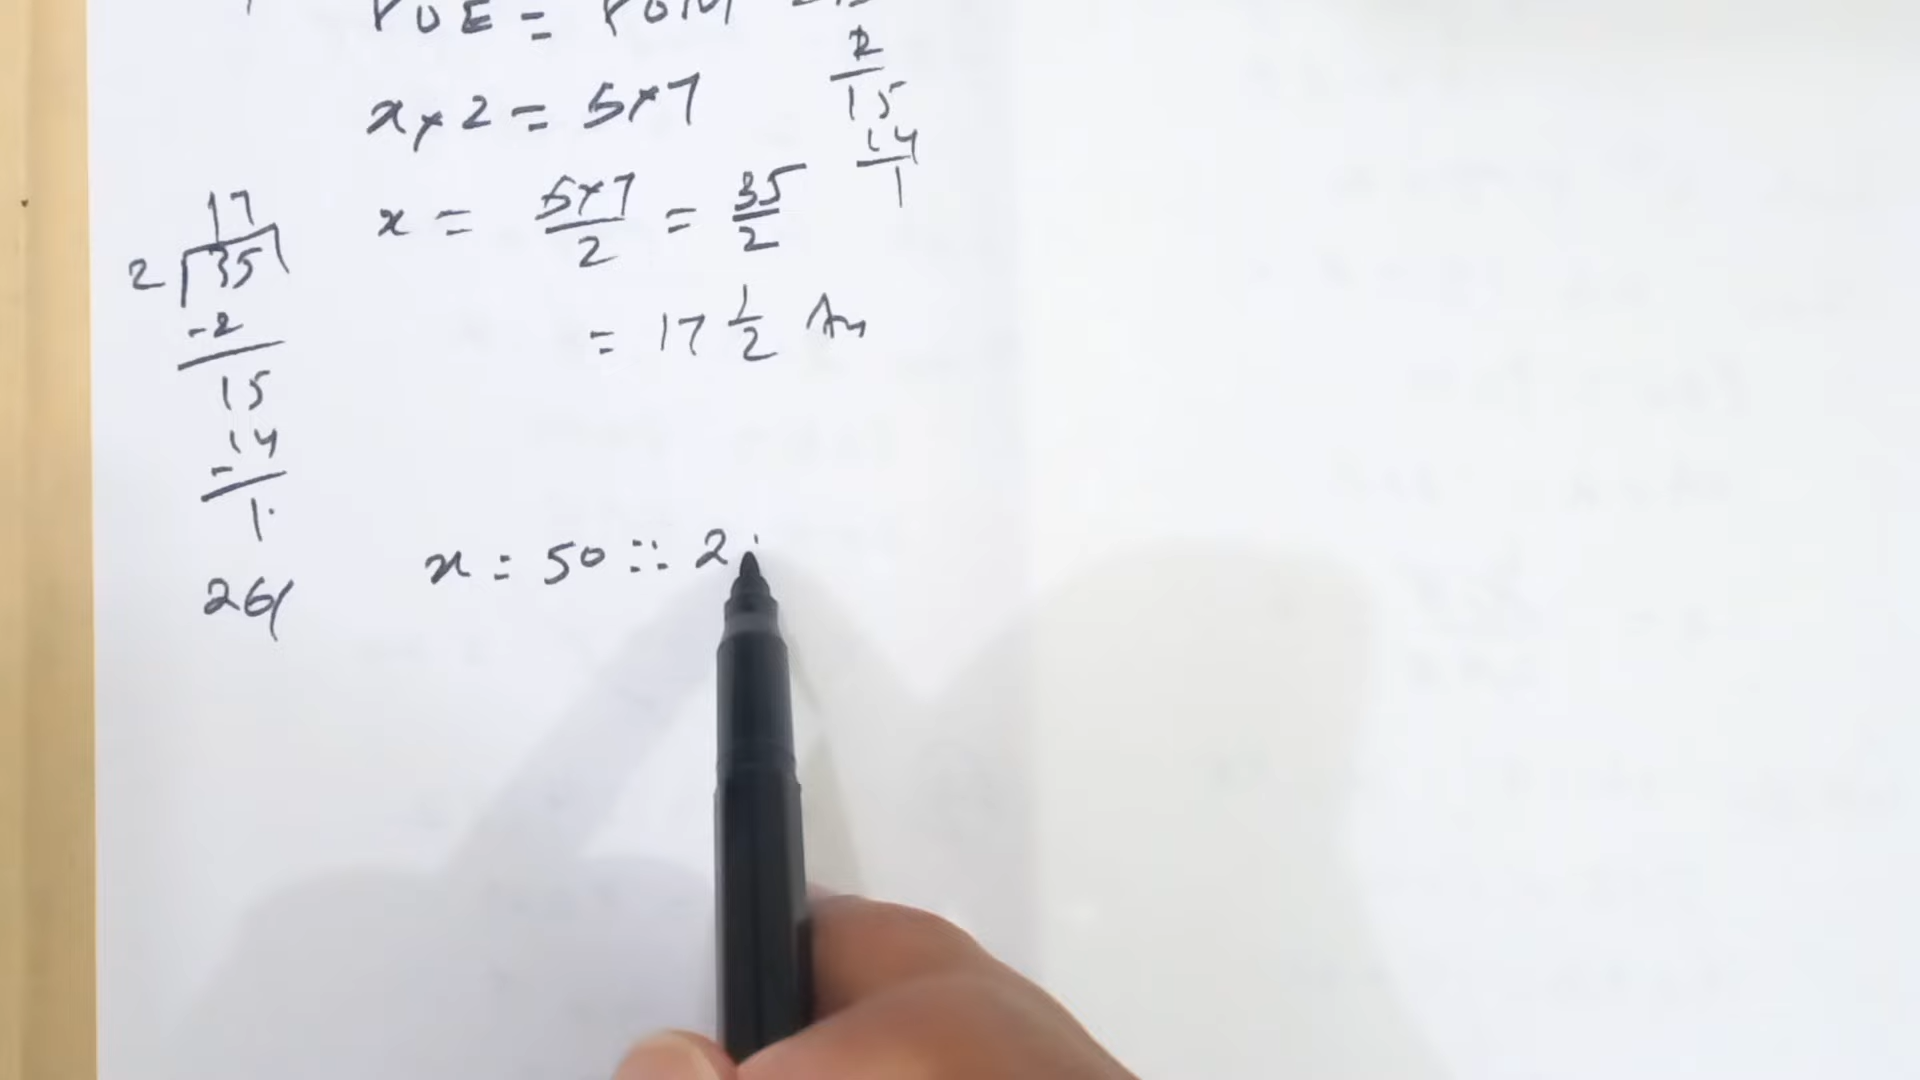 P O E = P O M
x × 2 = 5 × 7
x = 5×7/2 = 35/2
= 17 1/2 Ans
17
2 35
-2
15
-14
1
2
15
14
1
26/
x : 50 :: 2 :